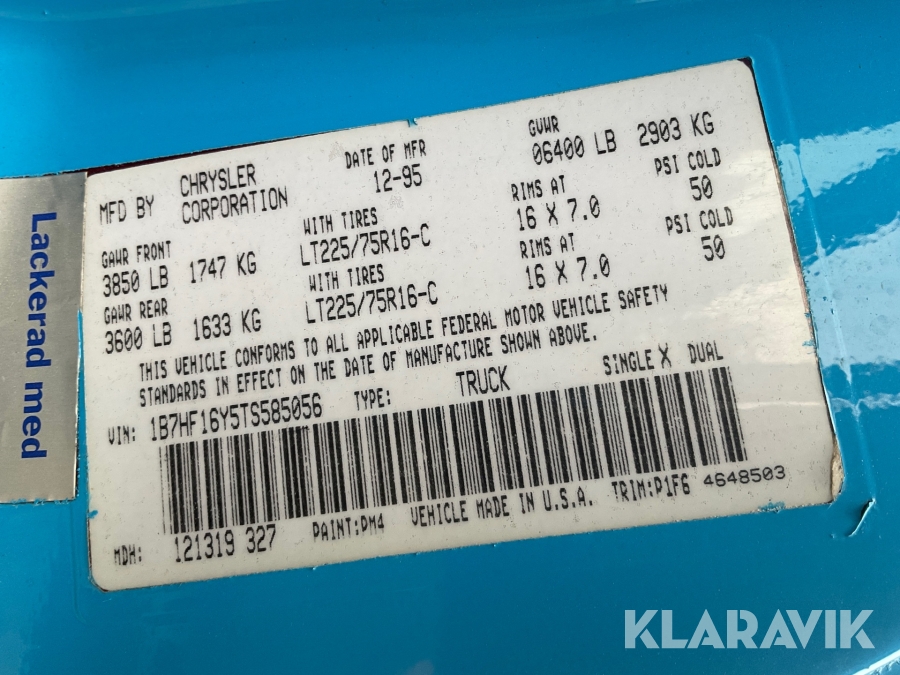 Lackerad med
MFD BY CHRYSLER CORPORATION DATE OF MFR 12-95 GVWR 06400 LB 2903 KG
GAWR FRONT WITH TIRES RIMS AT PSI COLD
3850 LB 1747 KG LT225/75R16-C 16 X 7.0 50
GAWR REAR WITH TIRES RIMS AT PSI COLD
3600 LB 1633 KG LT225/75R16-C 16 X 7.0 50
THIS VEHICLE CONFORMS TO ALL APPLICABLE FEDERAL MOTOR VEHICLE SAFETY
STANDARDS IN EFFECT ON THE DATE OF MANUFACTURE SHOWN ABOVE.
VIN: 1B7HF16Y5TS585056 TYPE: TRUCK SINGLE X DUAL
MDH: 121319 327 PAINT:PM4 VEHICLE MADE IN U.S.A. TRIM:P1F6 4648503
KLARAVIK